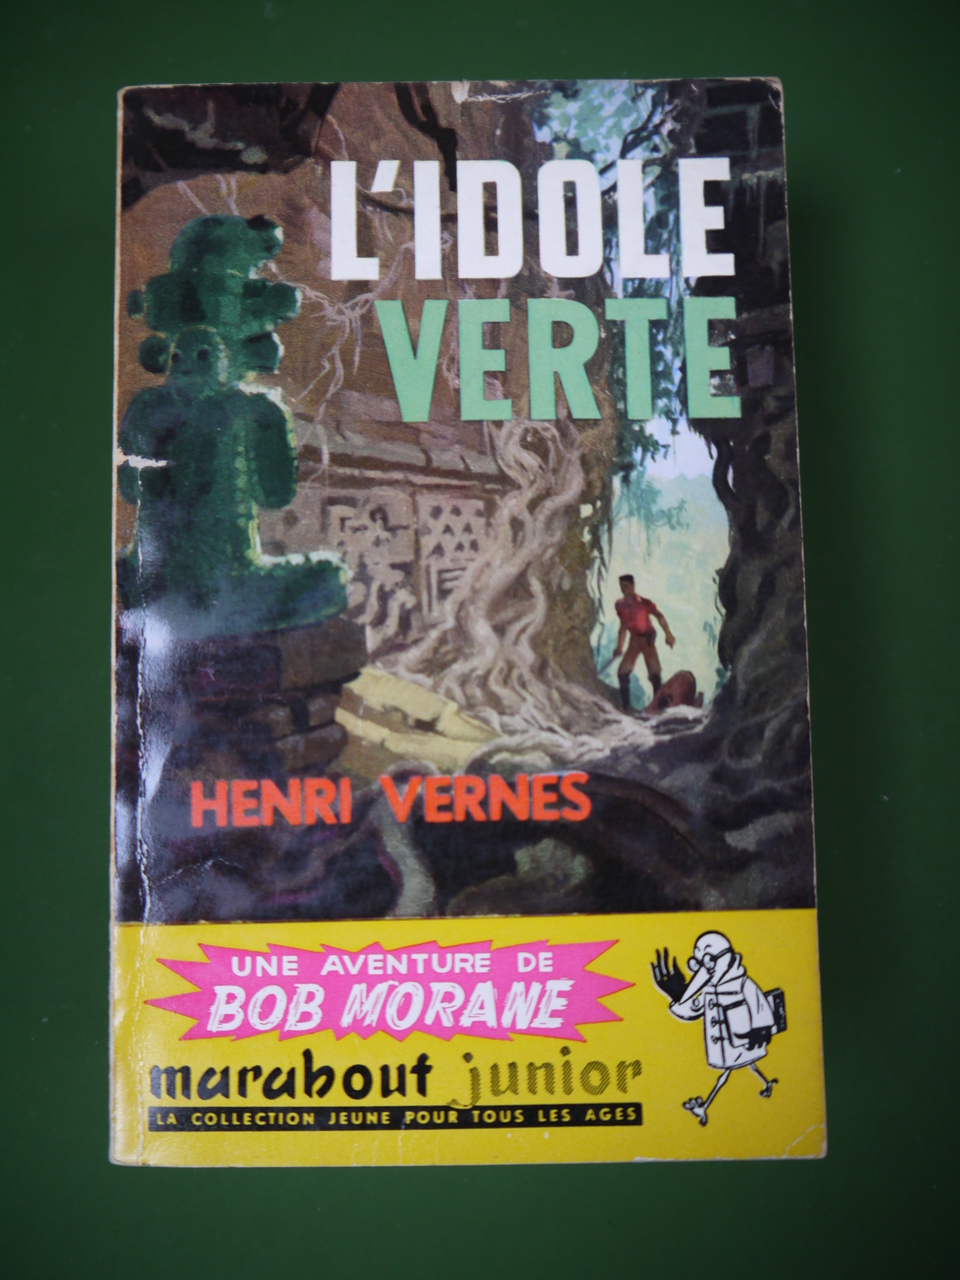 L'IDOLE
VERTE
HENRI VERNES
UNE AVENTURE DE
BOB MORANE
marabout junior
LA COLLECTION JEUNE POUR TOUS LES AGES